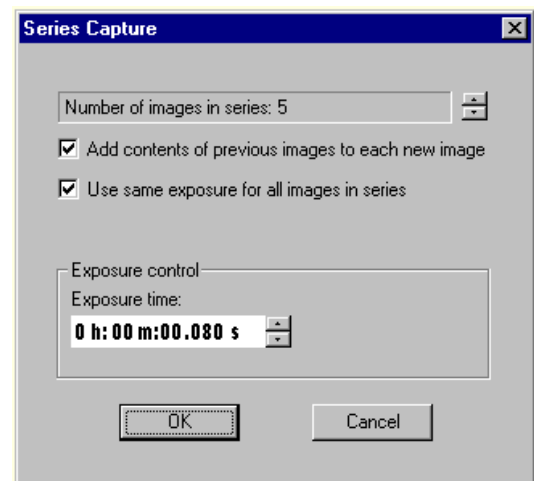 Series Capture
Number of images in series: 5
Add contents of previous images to each new image
Use same exposure for all images in series
Exposure control
Exposure time:
0 h: 00 m:00.080 s
OK
Cancel